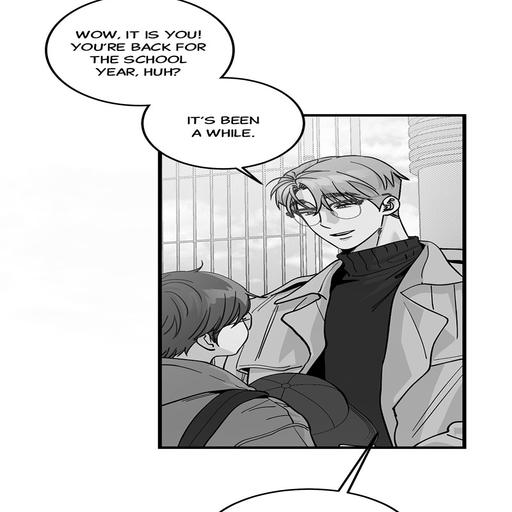 WOW, IT IS YOU!
YOU'RE BACK FOR
THE SCHOOL
YEAR, HUH?
IT'S BEEN
A WHILE.